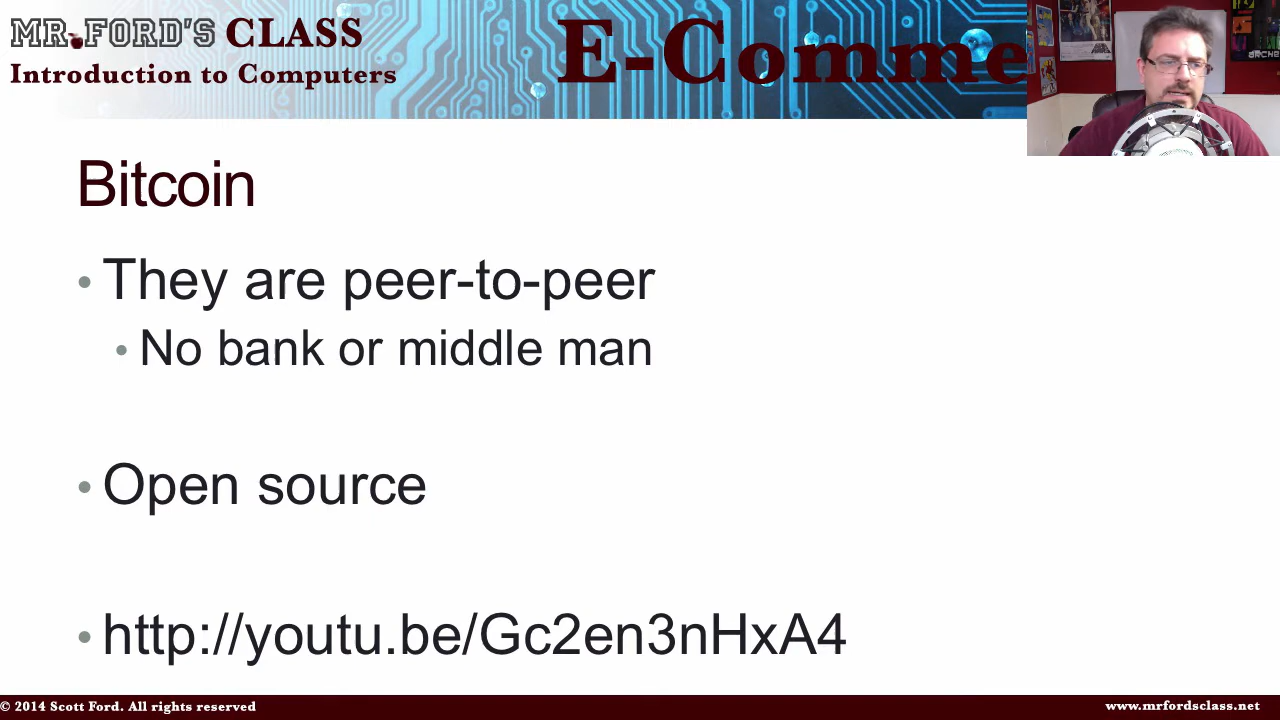 MR. FORD'S CLASS
Introduction to Computers
E-Comme
Bitcoin
• They are peer-to-peer
• No bank or middle man
• Open source
• http://youtu.be/Gc2en3nHxA4
© 2014 Scott Ford. All rights reserved
www.mrfordsclass.net